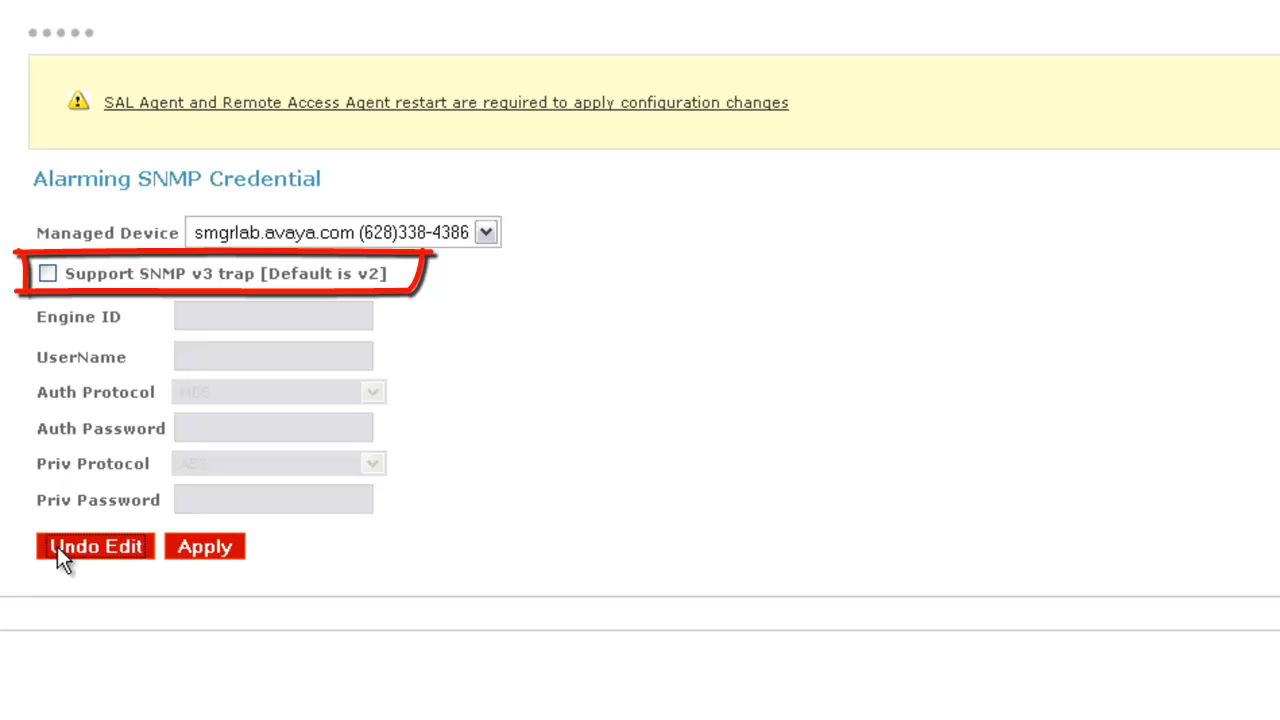 SAL Agent and Remote Access Agent restart are required to apply configuration changes
Alarming SNMP Credential
Managed Device smgrlab.avaya.com (628)338-4386
Support SNMP v3 trap [Default is v2]
Engine ID
UserName
Auth Protocol
Auth Password
Priv Protocol
Priv Password
Undo Edit Apply